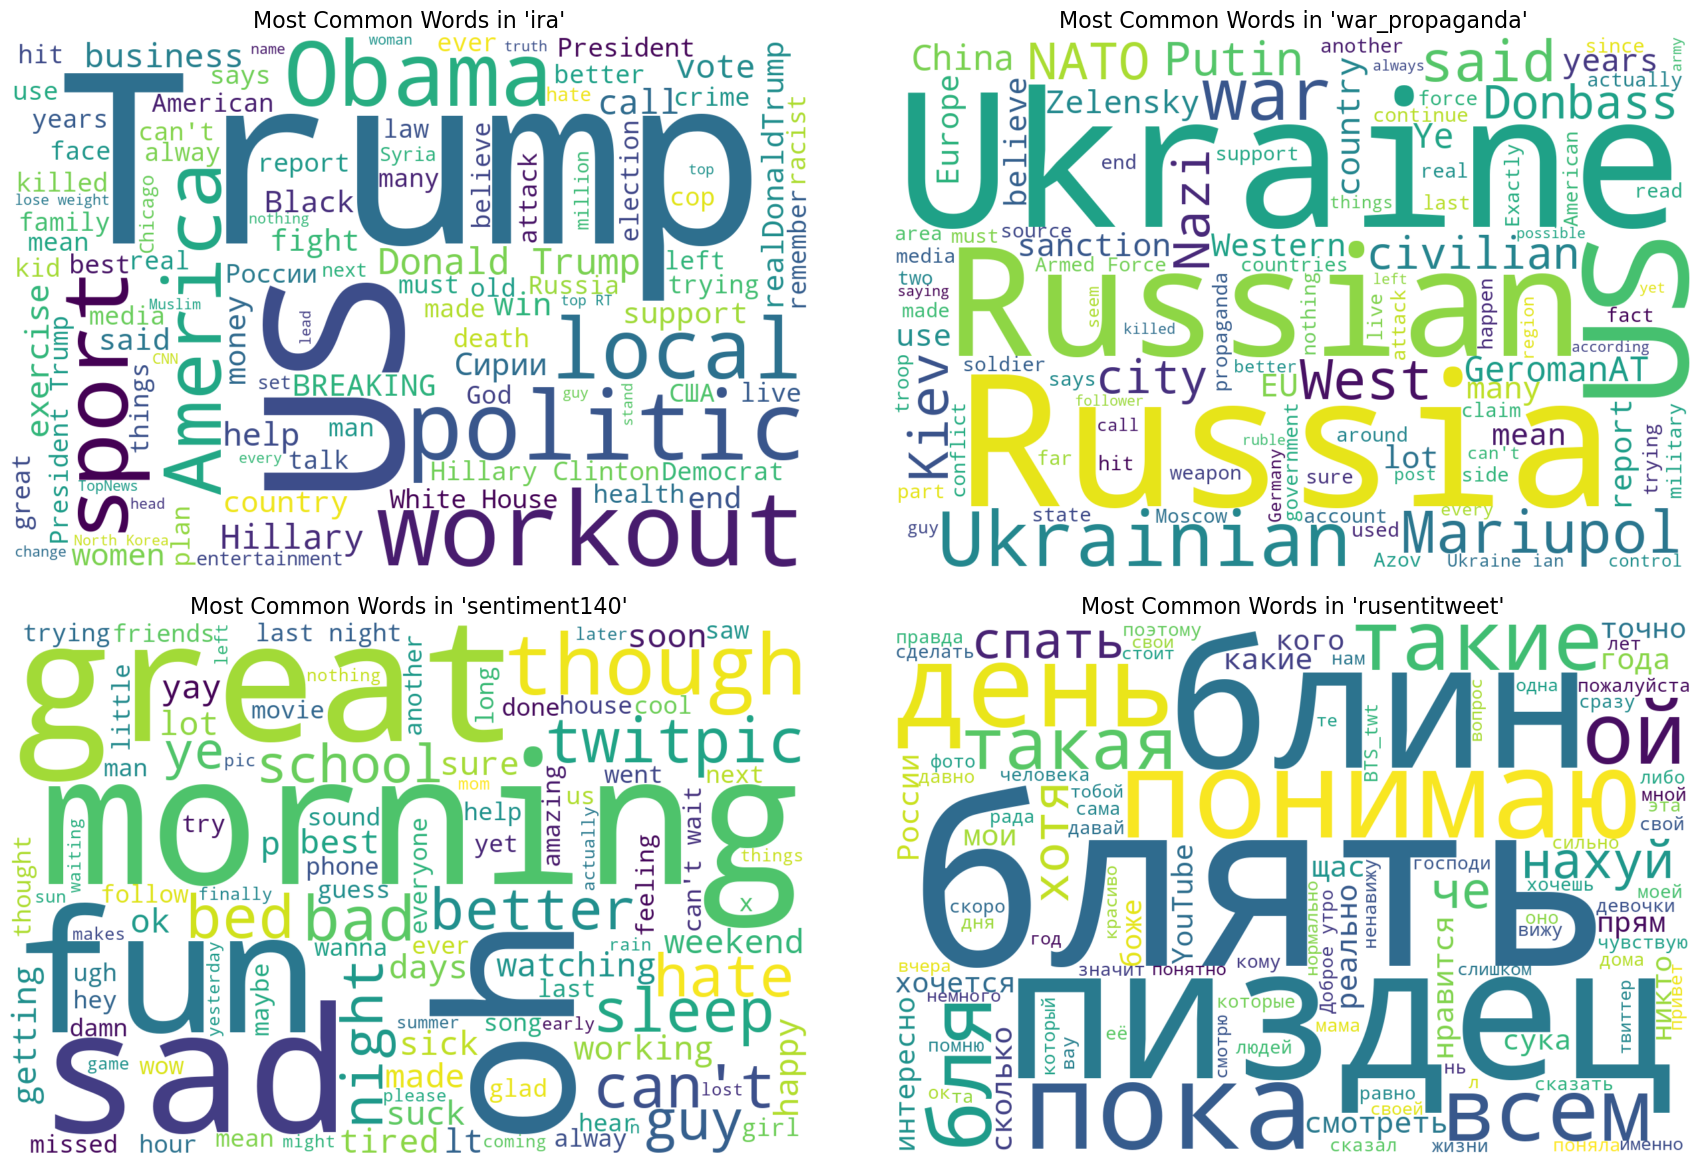 Most Common Words in 'ira'
hit
business
name
Obama
woman
ever
truth
President
use
says
better
vote
American
hate
call
crime
years
can't
law
Trump
face
alway
report
Syria
many
believe
attack
million
election
top
cop
realDonaldTrump
remember
racist
killed
Black
lose weight
Chicago
America
nothing
family
fight
mean
kid
best
real
России
next
Donald Trump
left
must
old
Russia
trying
Muslim
money
US
lead
made
win
top RT
support
exercise
sport
media
said
CNN
death
Сирии
local
President Trump
things
set
BREAKING
God
guy
stand
США
live
help
man
politic
great
every
talk
Hillary Clinton
Democrat
TopNews
head
country
White House
health
end
North Korea
plan
Hillary
workout
change
women
entertainment
Most Common Words in 'war_propaganda'
China
NATO
Putin
another
always
said
since
years
actually
army
Europe
Zelensky
war
country
force
continue
Donbass
believe
Ukraine
Ye
end
support
real
Exactly
American
read
Nazi
things
last
area
must
source
sanction
Western
civilian
possible
US
media
Armed Force
countries
two
saying
made
Russian
seem
killed
propaganda
nothing
live
left
attack
happen
region
yet
fact
use
according
soldier
city
better
EU
West
GeromanAT
troop
says
many
Kiev
conflict
follower
call
ruble
government
claim
around
mean
report
trying
military
far
hit
Russia
weapon
Germany
sure
lot
can't
post
side
part
guy
state
Moscow
account
used
every
Ukrainian
Mariupol
Azov
Ukraine ian
control
Most Common Words in 'sentiment140'
trying
friends
left
last night
later
soon
saw
great
nothing
another
long
though
little
yay
lot
movie
done
house
cool
ye
school
sure
twitpic
man
pic
mom
went
next
morning
try
sound
help
us
amazing
p
best
yet
actually
can't wait
things
thought
sun
waiting
phone
everyone
feeling
follow
finally
guess
x
ok
bed
bad
better
makes
wanna
ever
rain
weekend
fun
yesterday
maybe
days
watching
hate
getting
ugh
hey
night
oh
last
song
early
sleep
damn
summer
game
wow
sad
sick
working
happy
made
glad
can't
lost
please
suck
hear
n
guy
girl
missed
hour
mean
might
tired
lt
coming
alway
Most Common Words in 'rusentitweet'
правда
сделать
спать
поэтому
свои
стоит
кого
какие
нам
такие
точно
лет
года
день
блин
одна
пожалуйста
те
вопрос
сразу
ой
такая
BTS_twt
России
фото
давно
человека
понимаю
либо
мной
тобой
сама
эта
рада
мои
хотя
давай
свой
сильно
блять
YouTube
щас
господи
нахуй
скоро
дня
красиво
боже
нормально
реально
ненавижу
че
хочешь
моей
девочки
оно
вижу
прям
год
чувствую
вчера
значит
понятно
кому
слишком
дома
хочется
немного
Доброе утро
нравится
никто
привет
интересно
бля
пиздец
который
которые
помню
сколько
вау
её
смотрю
мама
людей
сука
твиттер
ок
та
нь
л
равно
своей
сказать
пока
смотреть
всем
сказал
жизни
поняла
именно